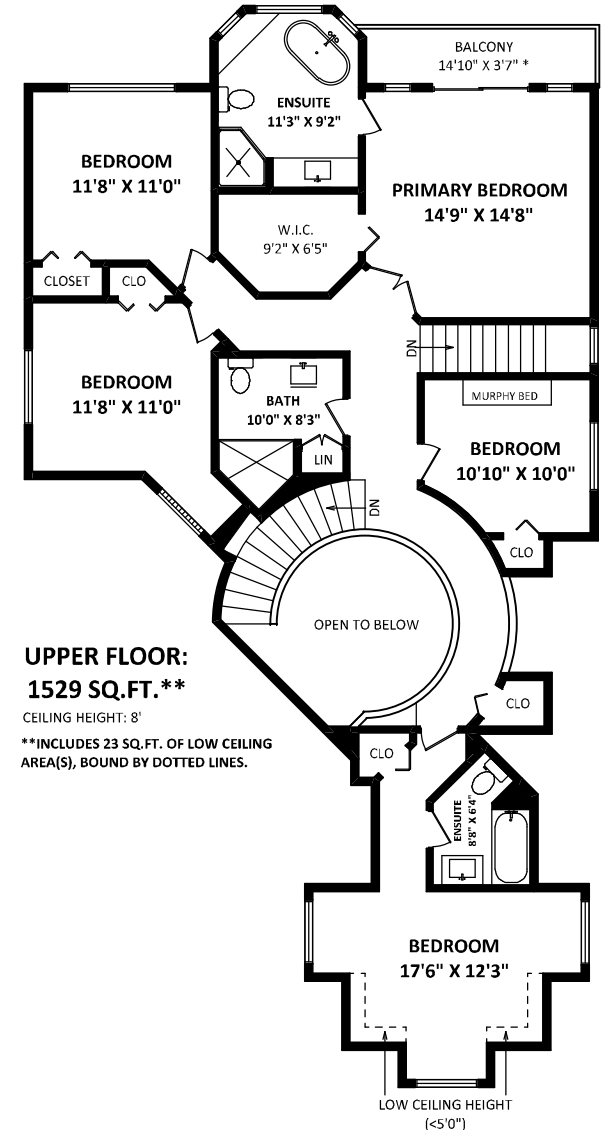 BALCONY
14'10" X 3'7" *
ENSUITE
11'3" X 9'2"
BEDROOM
11'8" X 11'0"
PRIMARY BEDROOM
14'9" X 14'8"
W.I.C.
9'2" X 6'5"
CLOSET
CLO
DN
BEDROOM
11'8" X 11'0"
BATH
10'0" X 8'3"
MURPHY BED
BEDROOM
10'10" X 10'0"
LIN
DN
CLO
OPEN TO BELOW
UPPER FLOOR:
1529 SQ.FT.**
CEILING HEIGHT: 8'
**INCLUDES 23 SQ.FT. OF LOW CEILING
AREA(S), BOUND BY DOTTED LINES.
CLO
CLO
ENSUITE
8'8" X 6'4"
BEDROOM
17'6" X 12'3"
LOW CEILING HEIGHT
(<5'0")